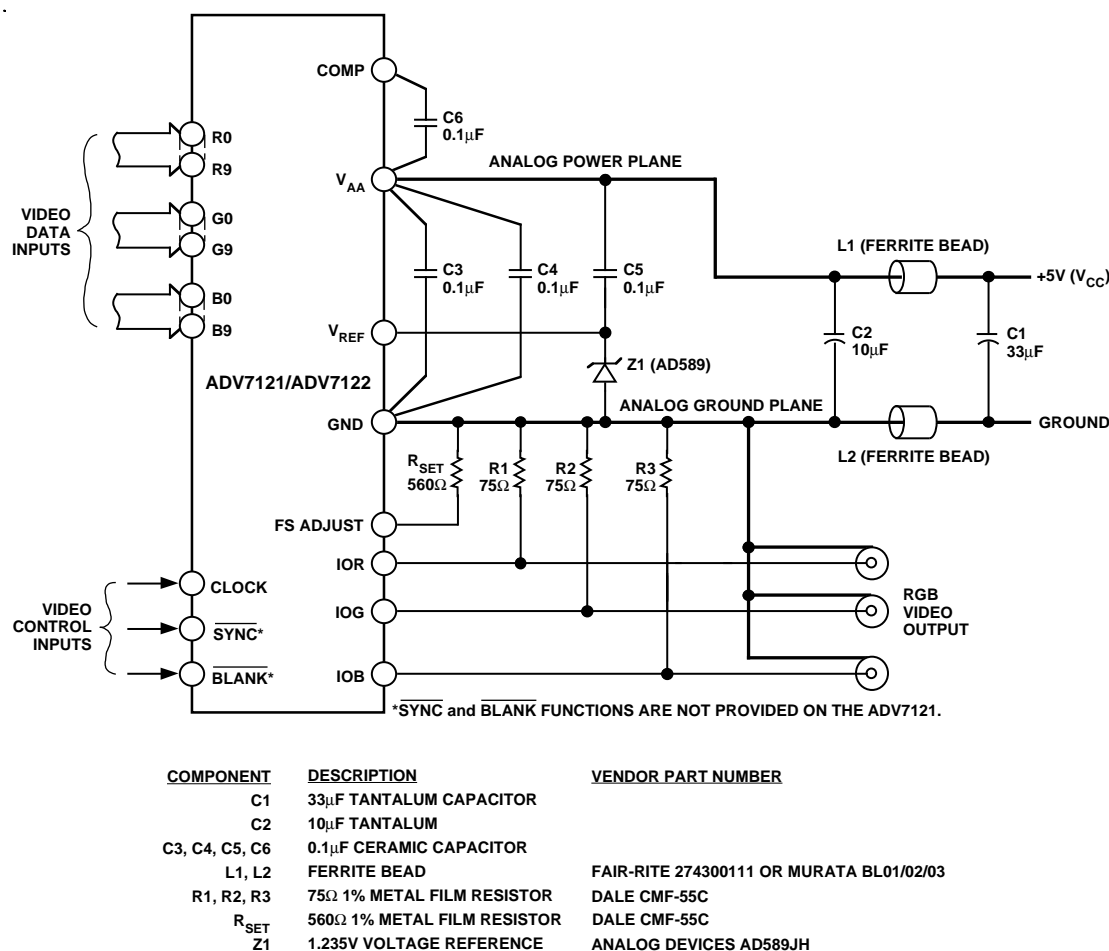 COMP
C6
0.1µF
R0
R9
ANALOG POWER PLANE
V_AA
VIDEO
DATA
INPUTS
G0
G9
L1 (FERRITE BEAD)
C3
0.1µF
C4
0.1µF
C5
0.1µF
+5V (V_CC)
B0
B9
V_REF
C2
10µF
C1
33µF
Z1 (AD589)
ADV7121/ADV7122
ANALOG GROUND PLANE
GND
GROUND
L2 (FERRITE BEAD)
R_SET
560Ω
R1
75Ω
R2
75Ω
R3
75Ω
FS ADJUST
IOR
CLOCK
RGB
VIDEO
OUTPUT
VIDEO
CONTROL
INPUTS
SYNC*
IOG
BLANK*
IOB
*SYNC and BLANK FUNCTIONS ARE NOT PROVIDED ON THE ADV7121.
COMPONENT DESCRIPTION VENDOR PART NUMBER
C1 33µF TANTALUM CAPACITOR
C2 10µF TANTALUM
C3, C4, C5, C6 0.1µF CERAMIC CAPACITOR
L1, L2 FERRITE BEAD FAIR-RITE 274300111 OR MURATA BL01/02/03
R1, R2, R3 75Ω 1% METAL FILM RESISTOR DALE CMF-55C
R_SET 560Ω 1% METAL FILM RESISTOR DALE CMF-55C
Z1 1.235V VOLTAGE REFERENCE ANALOG DEVICES AD589JH